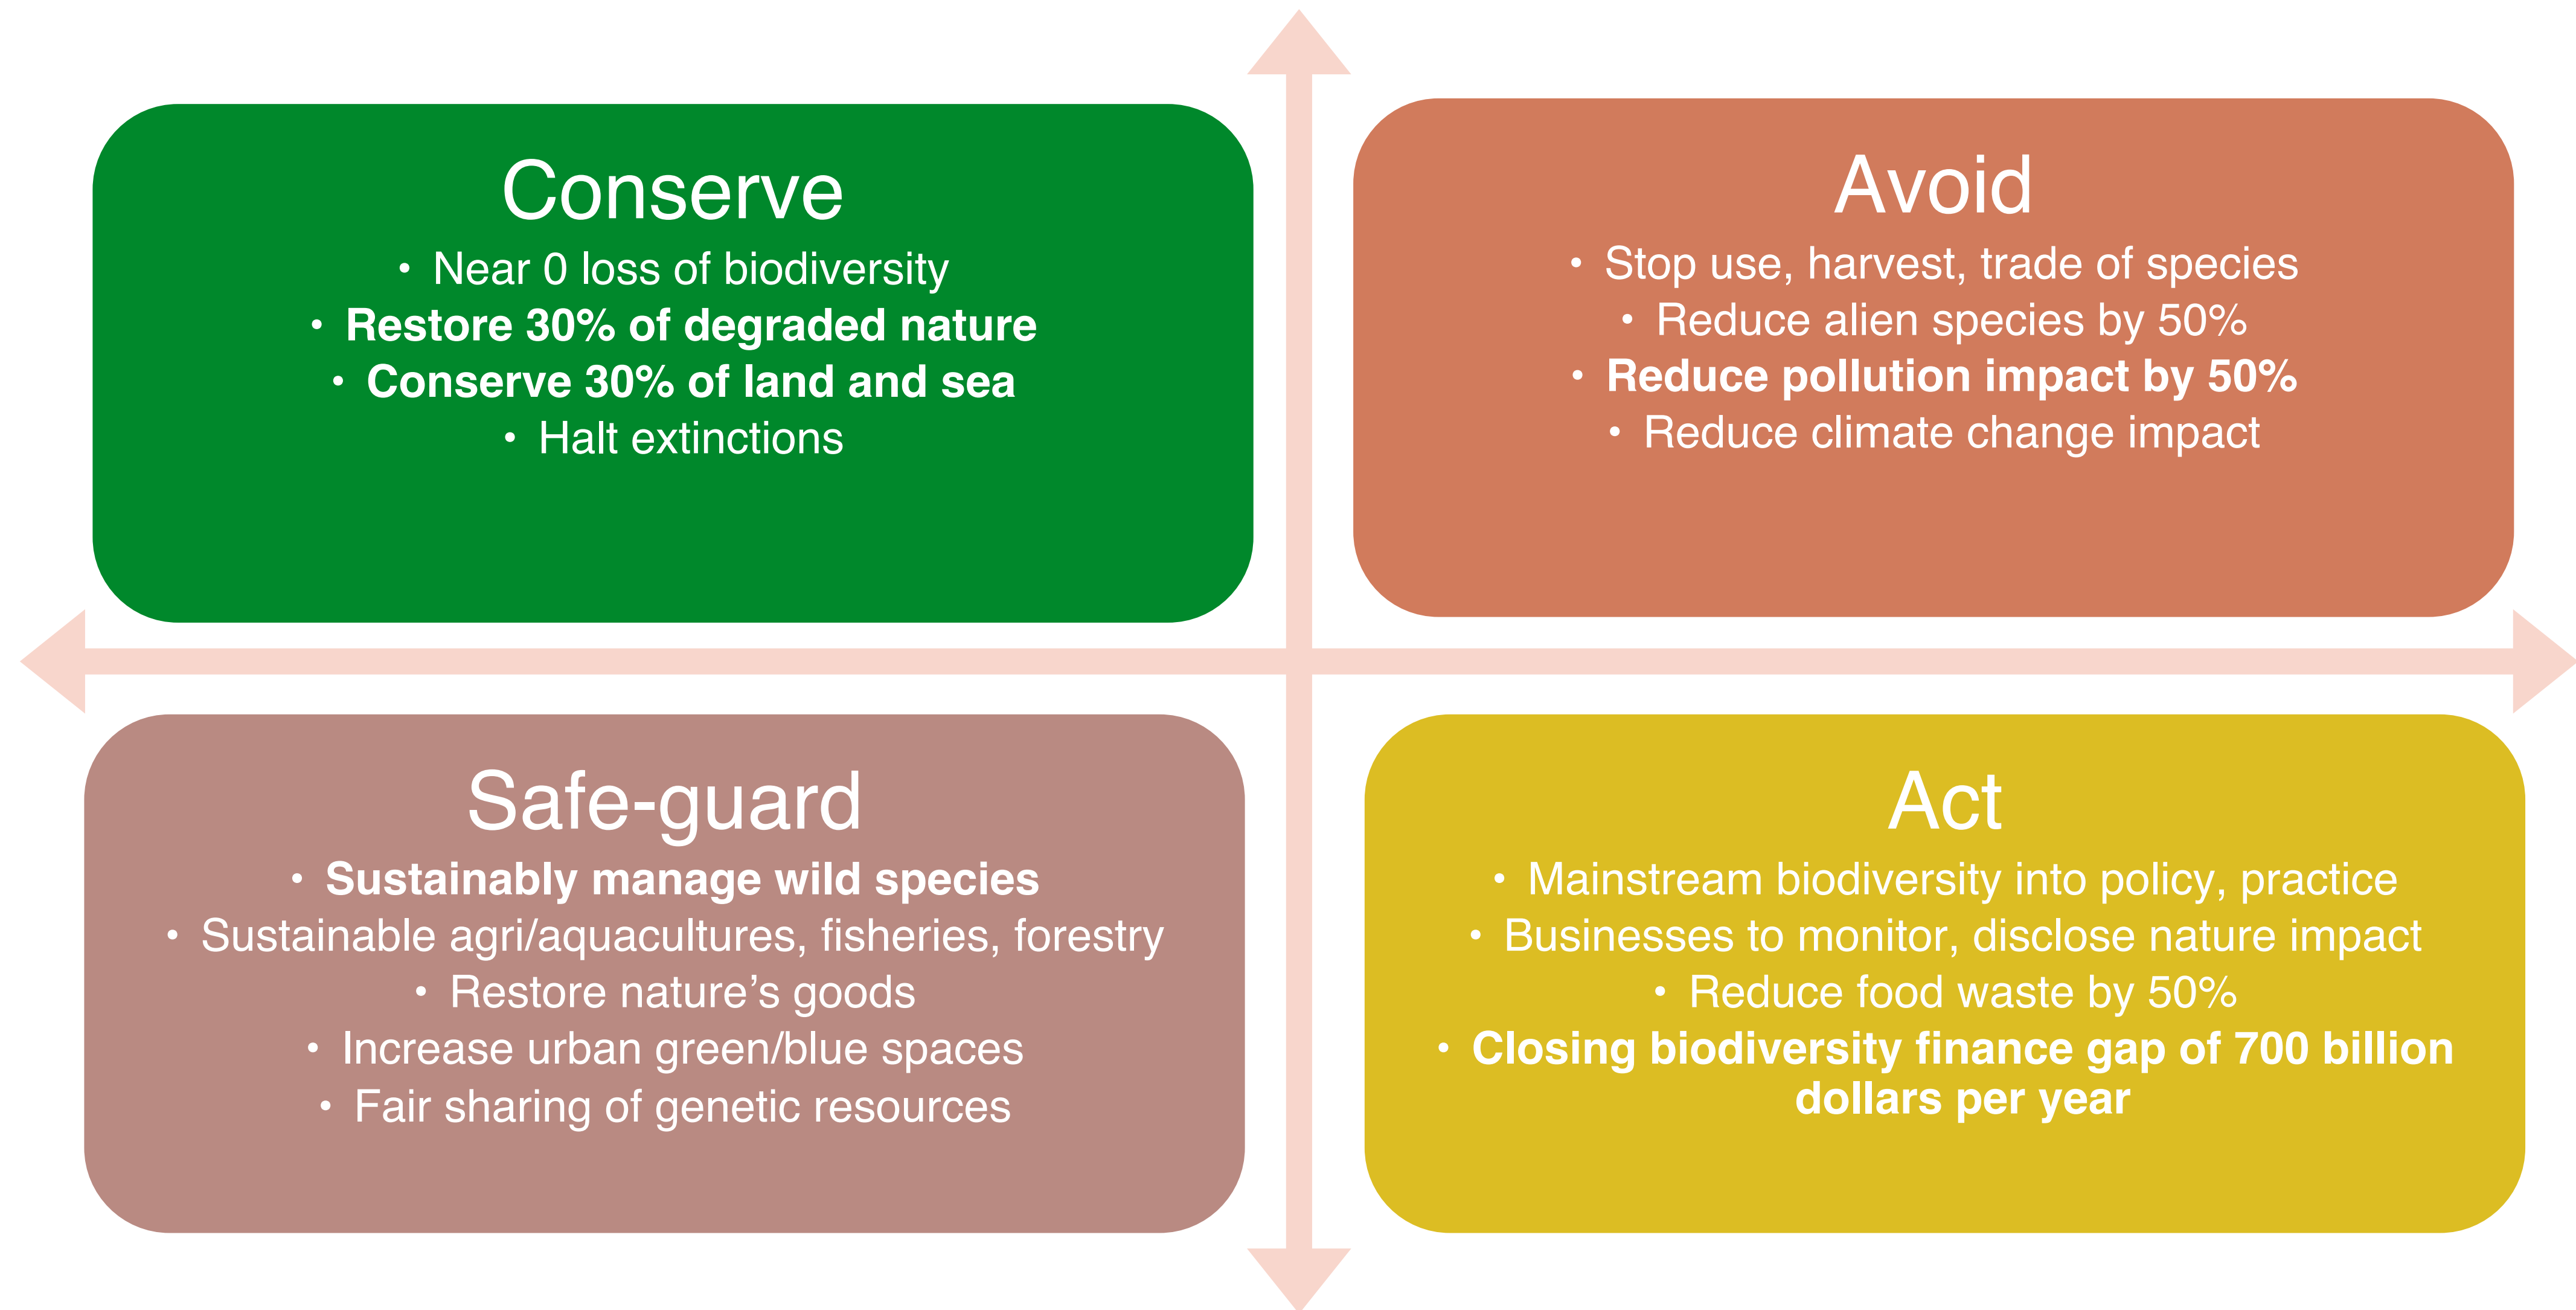 Conserve
• Near 0 loss of biodiversity
• Restore 30% of degraded nature
• Conserve 30% of land and sea
• Halt extinctions
Avoid
• Stop use, harvest, trade of species
• Reduce alien species by 50%
• Reduce pollution impact by 50%
• Reduce climate change impact
Safe-guard
• Sustainably manage wild species
• Sustainable agri/aquacultures, fisheries, forestry
• Restore nature’s goods
• Increase urban green/blue spaces
• Fair sharing of genetic resources
Act
• Mainstream biodiversity into policy, practice
• Businesses to monitor, disclose nature impact
• Reduce food waste by 50%
• Closing biodiversity finance gap of 700 billion
dollars per year